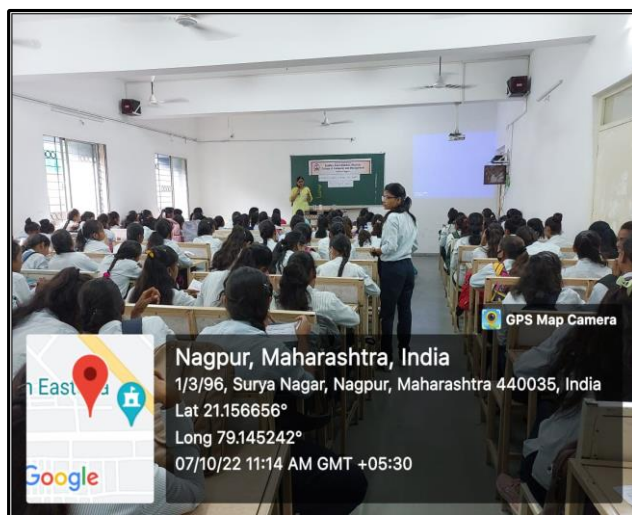 GPS Map Camera
Nagpur, Maharashtra, India
1/3/96, Surya Nagar, Nagpur, Maharashtra 440035, India
Lat 21.156656°
Long 79.145242°
07/10/22 11:14 AM GMT +05:30
Google